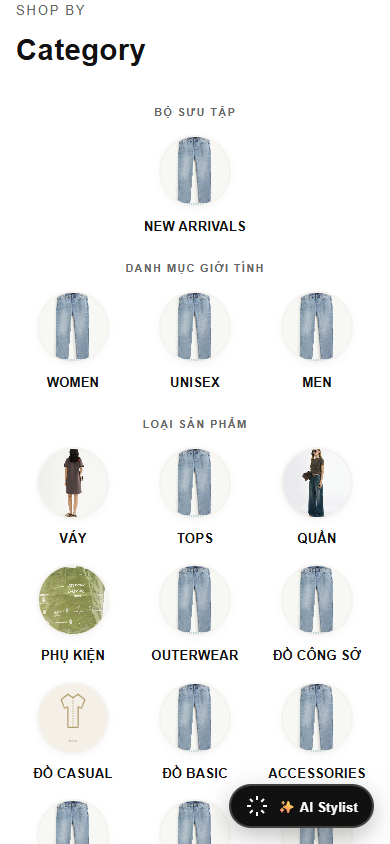 SHOP BY
Category
BỘ SƯU TẬP
NEW ARRIVALS
DANH MỤC GIỚI TÍNH
WOMEN UNISEX MEN
LOẠI SẢN PHẨM
VÁY TOPS QUẦN
PHỤ KIỆN OUTERWEAR ĐỒ CÔNG SỞ
ĐỒ CASUAL ĐỒ BASIC ACCESSORIES
✨ AI Stylist